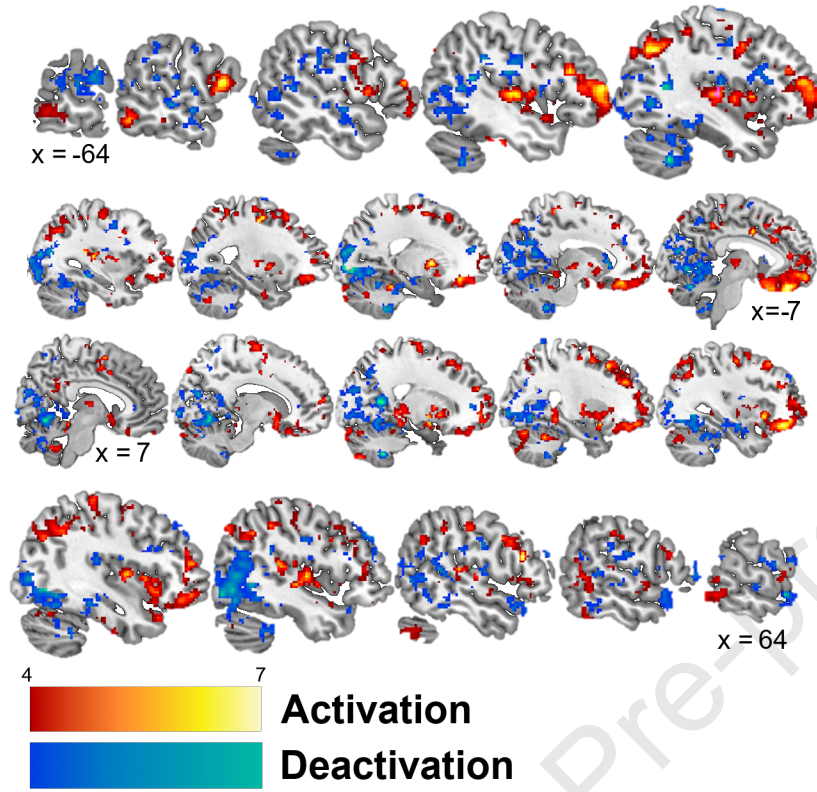 x = -64
x=-7
x = 7
x = 64
4 7
Activation
Deactivation
Pre-pr